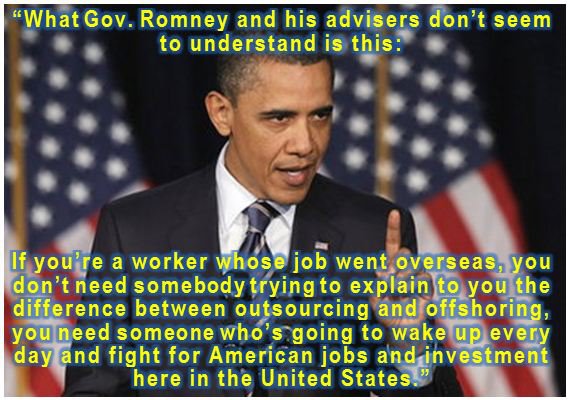 “What Gov. Romney and his advisers don’t seem
to understand is this:
If you’re a worker whose job went overseas, you
don’t need somebody trying to explain to you the
difference between outsourcing and offshoring,
you need someone who’s going to wake up every
day and fight for American jobs and investment
here in the United States.”